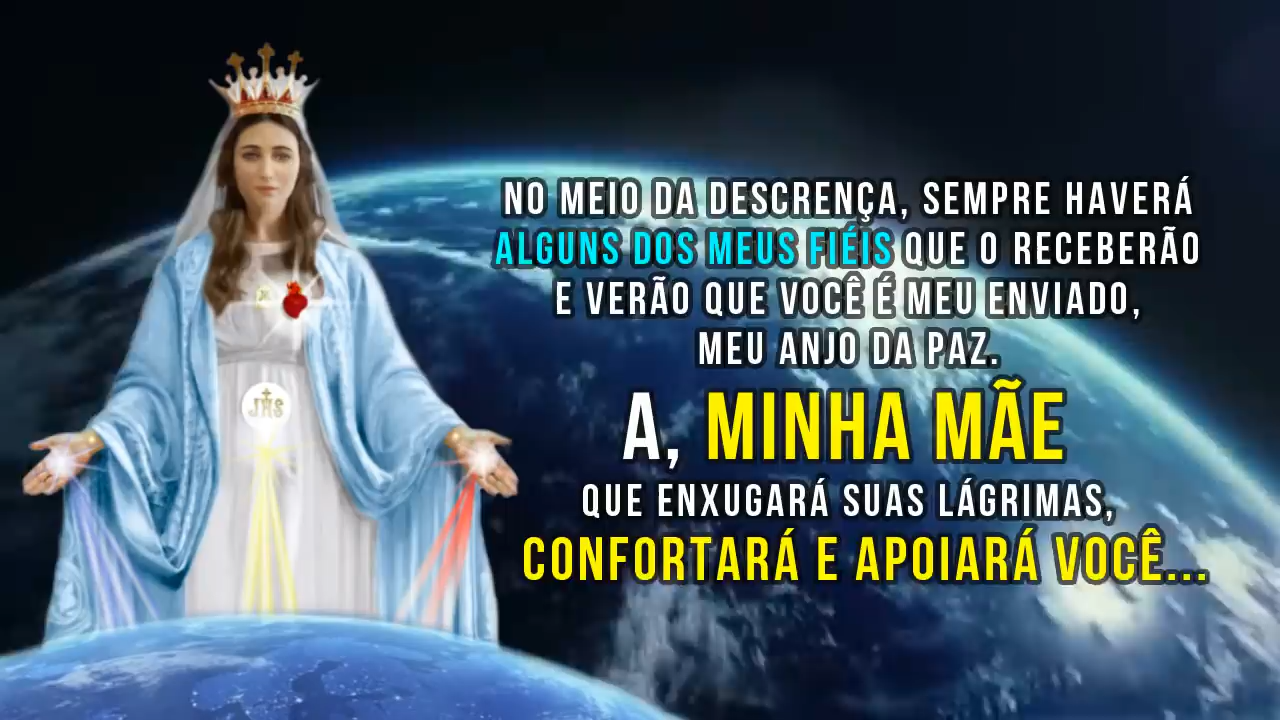 NO MEIO DA DESCRENÇA, SEMPRE HAVERÁ
ALGUNS DOS MEUS FIÉIS QUE O RECEBERÃO
E VERÃO QUE VOCÊ É MEU ENVIADO,
MEU ANJO DA PAZ.
A, MINHA MÃE
QUE ENXUGARÁ SUAS LÁGRIMAS,
CONFORTARÁ E APOIARÁ VOCÊ...
JHS